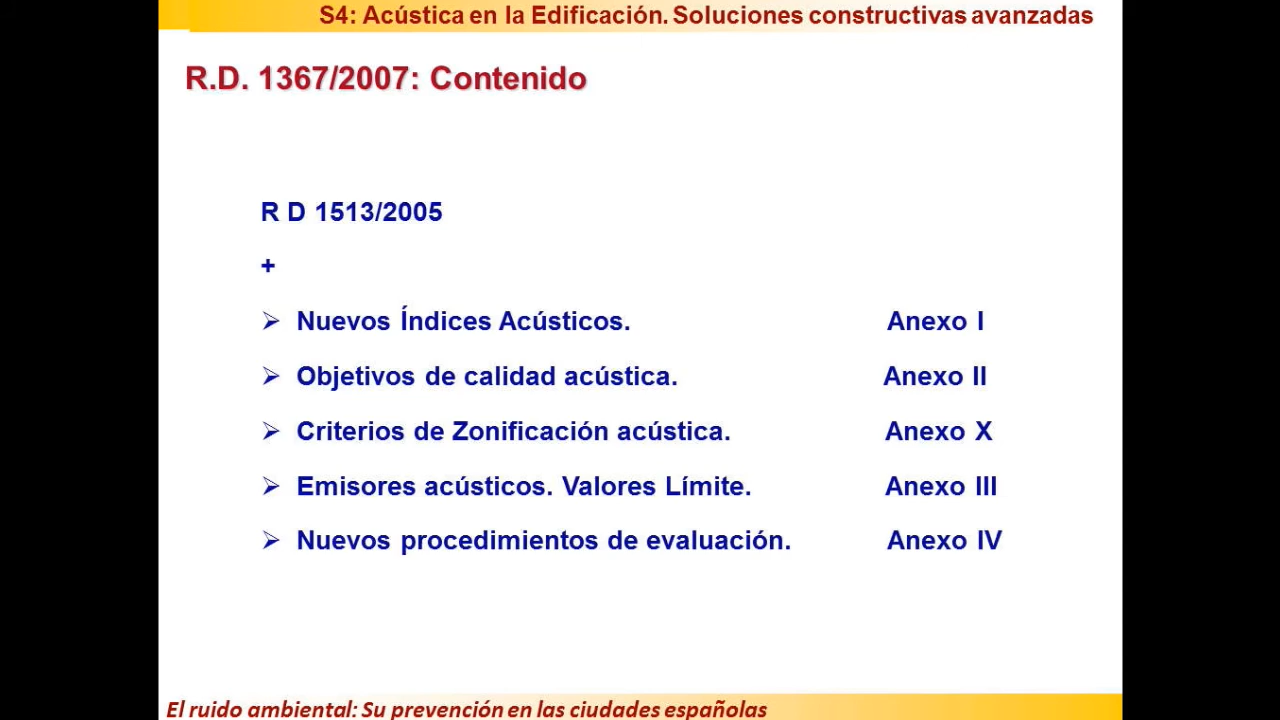 S4: Acústica en la Edificación. Soluciones constructivas avanzadas
R.D. 1367/2007: Contenido
R D 1513/2005
+
➢ Nuevos Índices Acústicos. Anexo I
➢ Objetivos de calidad acústica. Anexo II
➢ Criterios de Zonificación acústica. Anexo X
➢ Emisores acústicos. Valores Límite. Anexo III
➢ Nuevos procedimientos de evaluación. Anexo IV
El ruido ambiental: Su prevención en las ciudades españolas